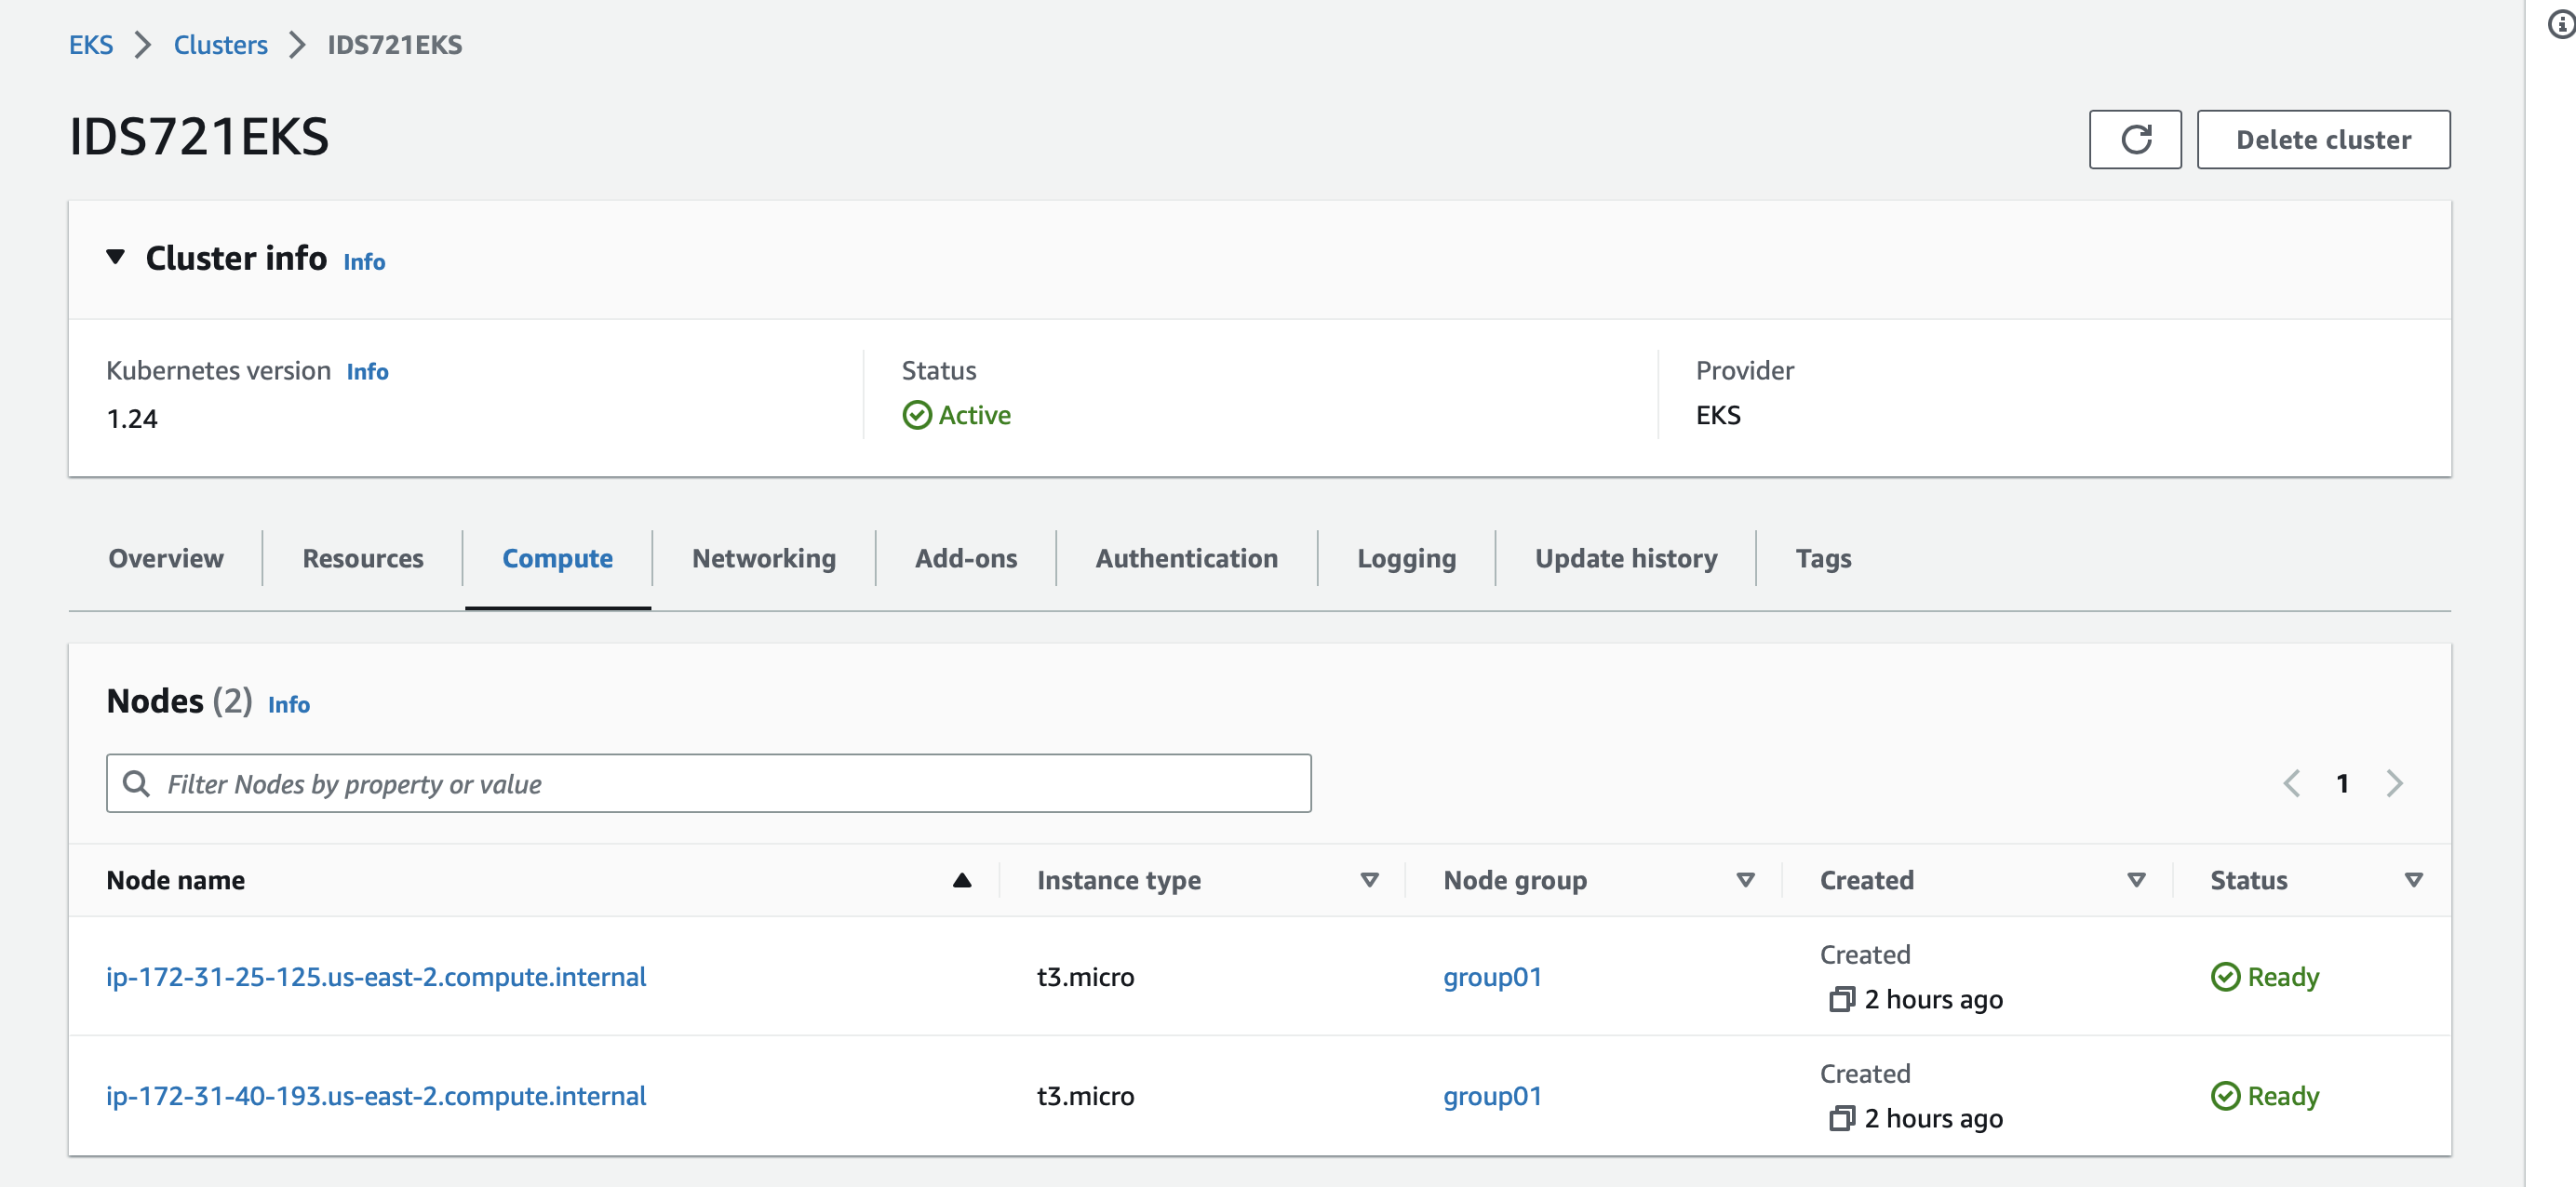 EKS > Clusters > IDS721EKS
IDS721EKS
Delete cluster
Cluster info Info
Kubernetes version Info
1.24
Status
Active
Provider
EKS
Overview Resources Compute Networking Add-ons Authentication Logging Update history Tags
Nodes (2) Info
Filter Nodes by property or value
1
Node name Instance type Node group Created Status
ip-172-31-25-125.us-east-2.compute.internal t3.micro group01 Created 2 hours ago Ready
ip-172-31-40-193.us-east-2.compute.internal t3.micro group01 Created 2 hours ago Ready